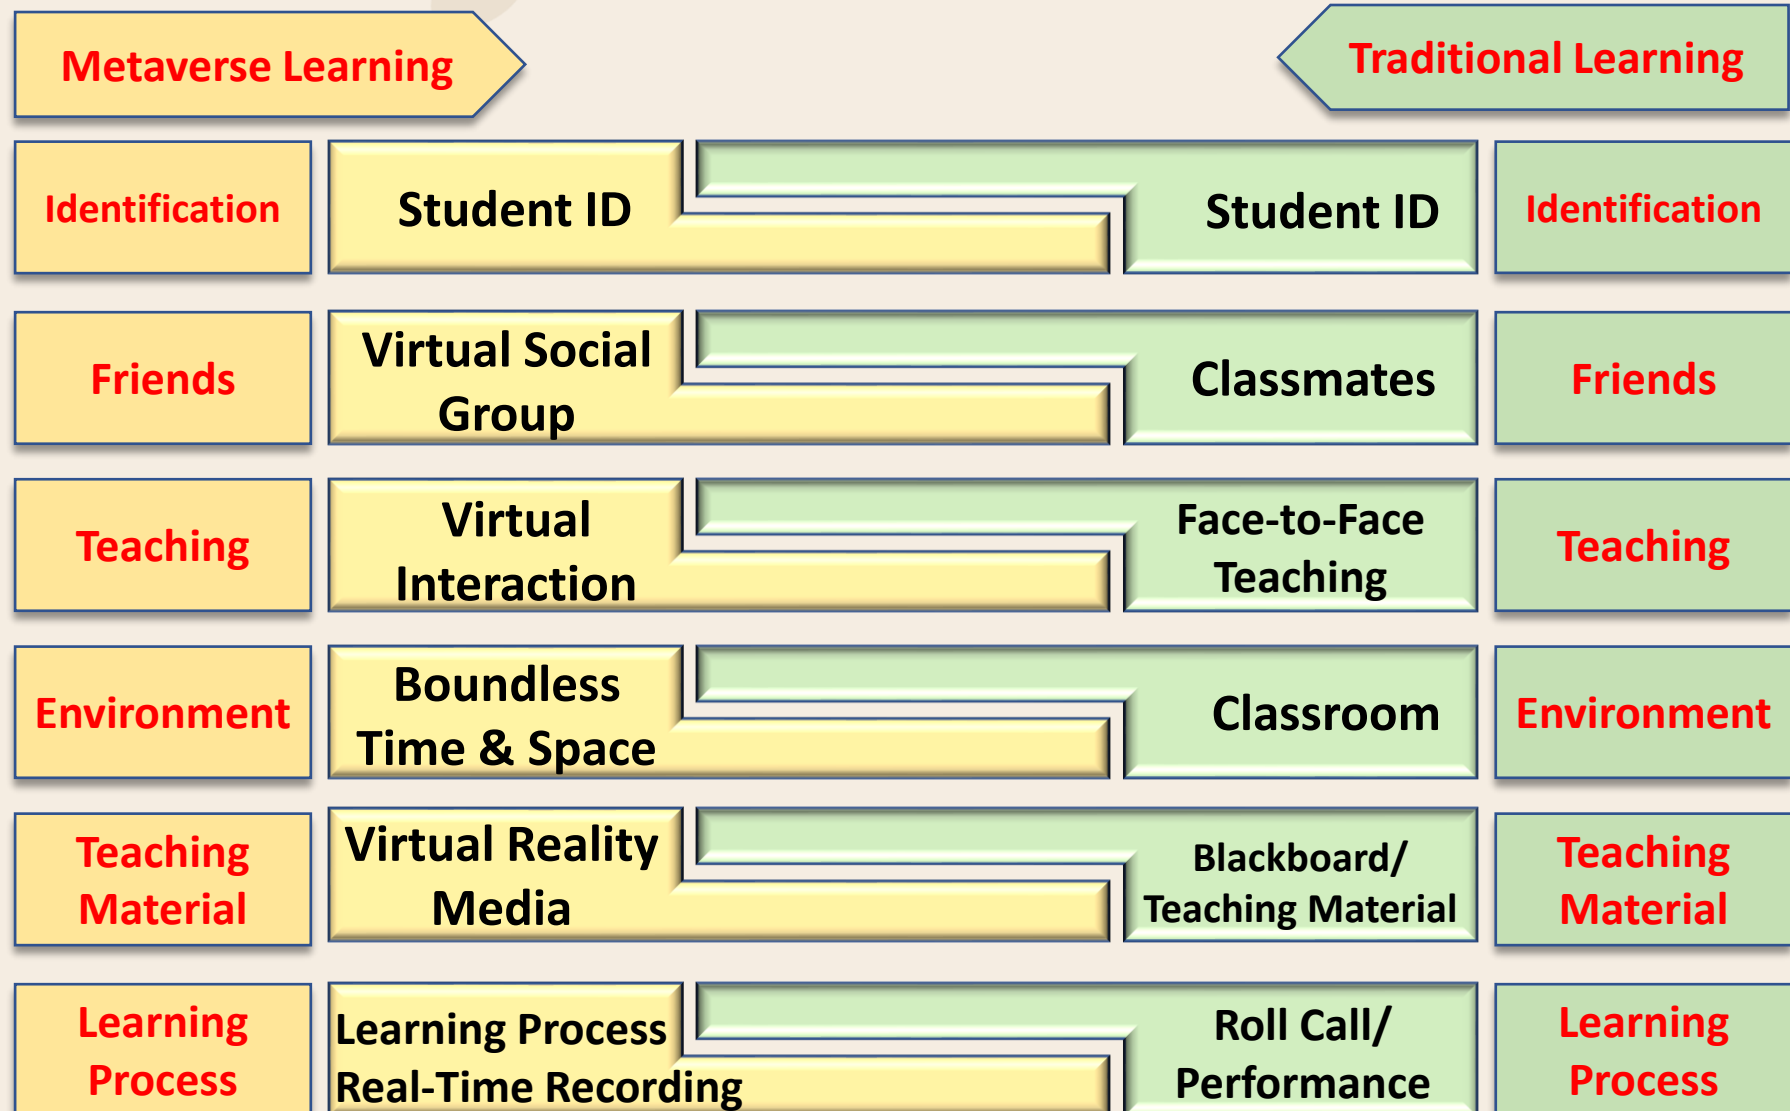 Metaverse Learning
Traditional Learning
Identification
Student ID
Student ID
Identification
Friends
Virtual Social
Group
Classmates
Friends
Teaching
Virtual
Interaction
Face-to-Face
Teaching
Teaching
Environment
Boundless
Time & Space
Classroom
Environment
Teaching
Material
Virtual Reality
Media
Blackboard/
Teaching Material
Teaching
Material
Learning
Process
Learning Process
Real-Time Recording
Roll Call/
Performance
Learning
Process